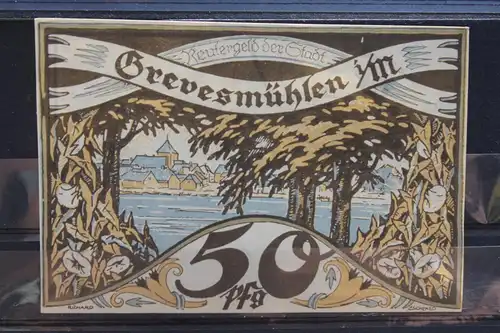 Reutergeld der Stadt
Grevesmühlen i/M
50
Pfg